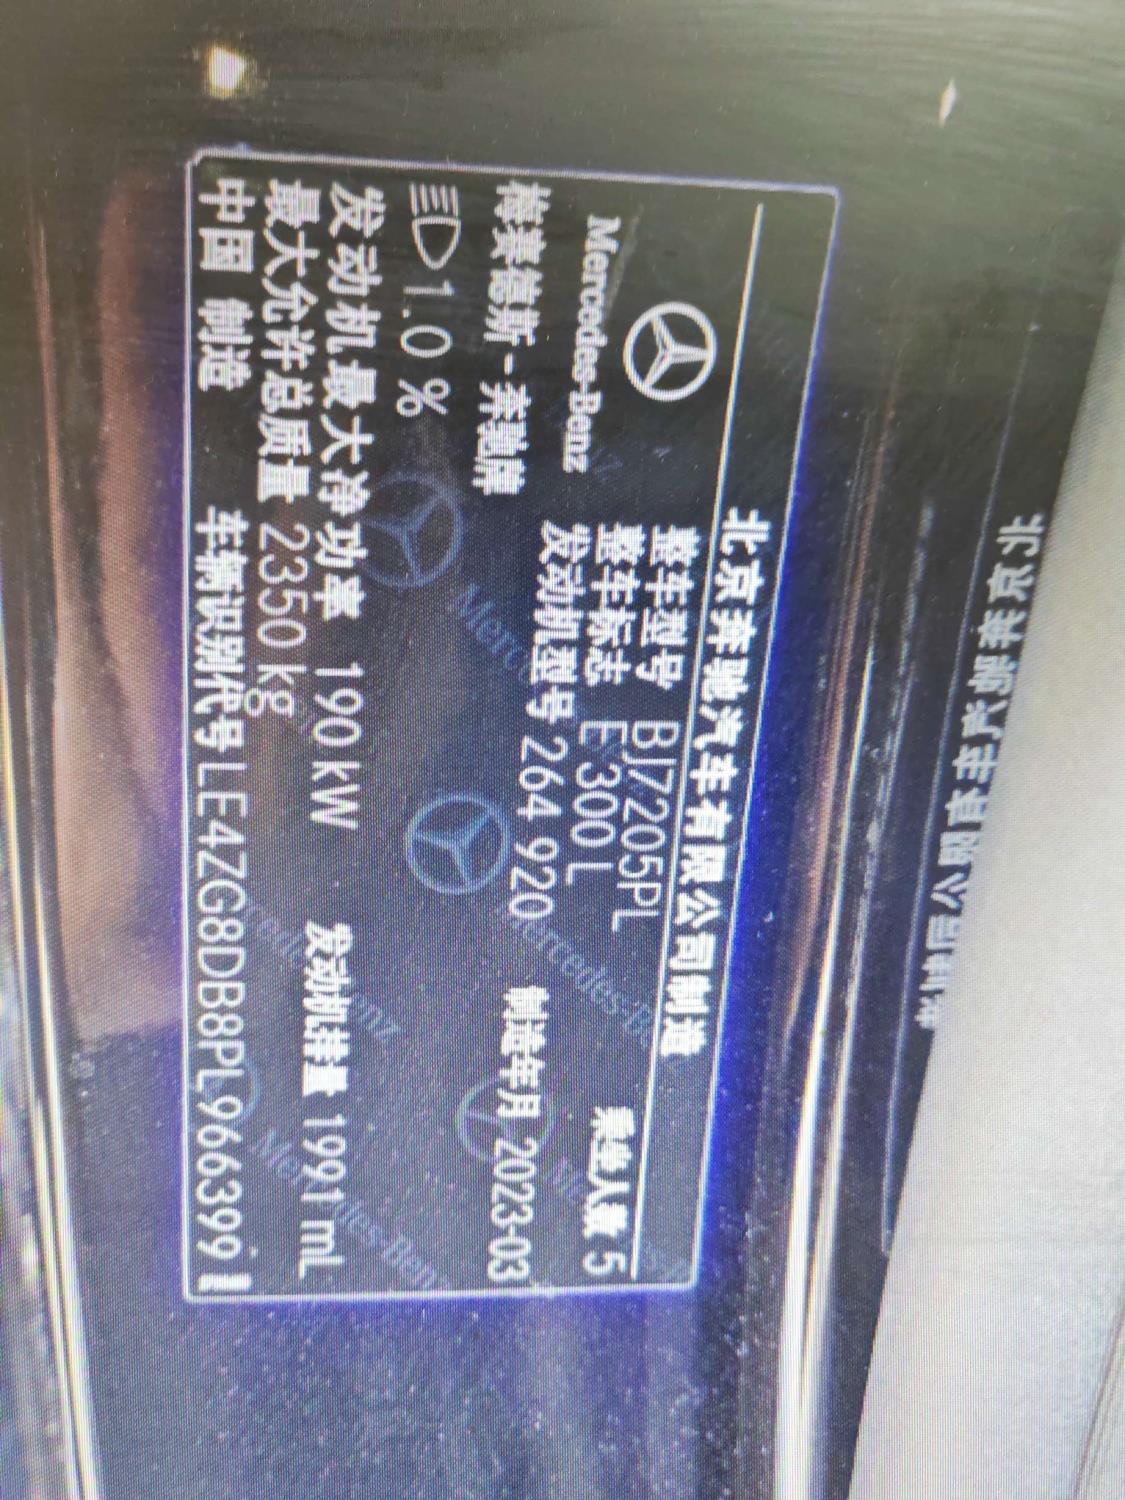 北京奔驰汽车有限公司制造
Mercedes-Benz
整车型号 BJ7205PL
乘坐人数 5
整车标志 E 300 L
梅赛德斯-奔驰牌
发动机型号 264 920
制造年月 2023-03
1.0 %
发动机最大净功率 190 kW
发动机排量 1991 mL
最大允许总质量 2350 kg
中国 制造
车辆识别代号 LE4ZG8DB8PL966399